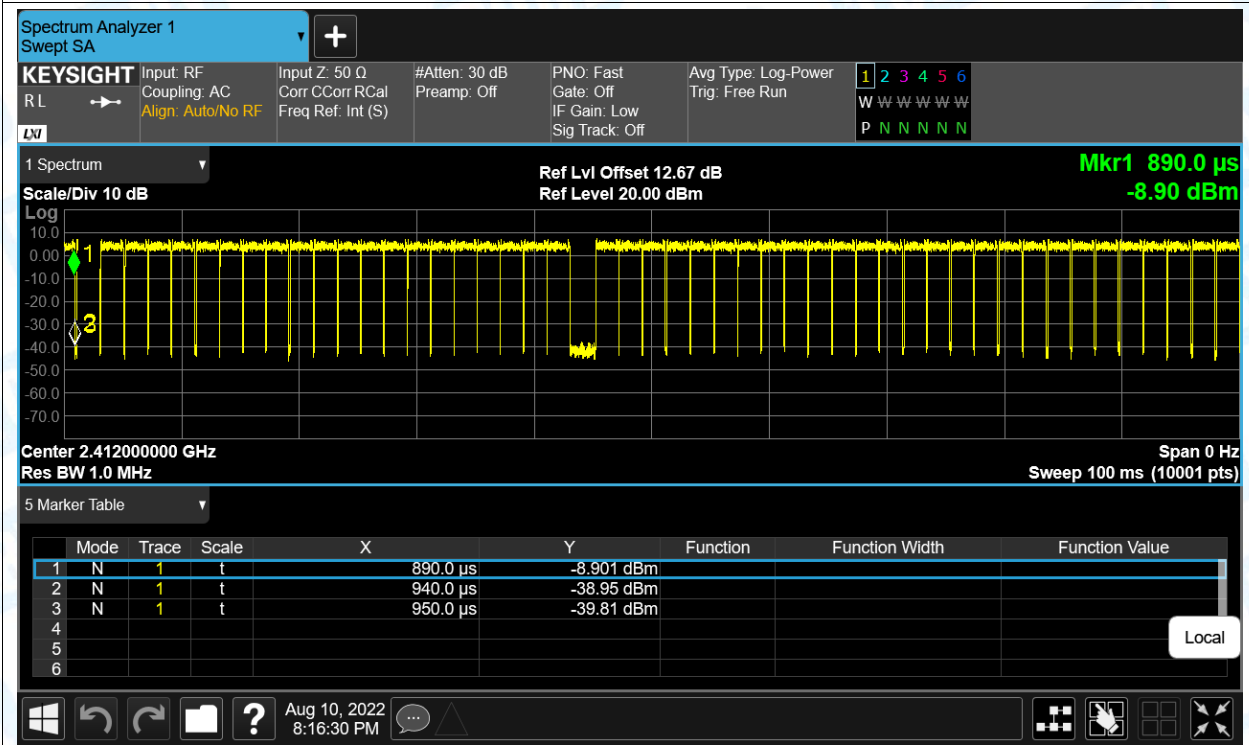 Spectrum Analyzer 1
Swept SA
+
KEYSIGHT
RL
LXI
Input: RF
Coupling: AC
Align: Auto/No RF
Input Z: 50 Ω
Corr CCorr RCal
Freq Ref: Int (S)
#Atten: 30 dB
Preamp: Off
PNO: Fast
Gate: Off
IF Gain: Low
Sig Track: Off
Avg Type: Log-Power
Trig: Free Run
1 2 3 4 5 6
W W W W W W
P N N N N N
1 Spectrum
Scale/Div 10 dB
Ref Lvl Offset 12.67 dB
Ref Level 20.00 dBm
Mkr1 890.0 µs
-8.90 dBm
Log
10.0
0.00
-10.0
-20.0
-30.0
-40.0
-50.0
-60.0
-70.0
1
3
Center 2.412000000 GHz
Res BW 1.0 MHz
Span 0 Hz
Sweep 100 ms (10001 pts)
5 Marker Table
Mode Trace Scale X Y Function Function Width Function Value
1 N 1 t 890.0 µs -8.901 dBm
2 N 1 t 940.0 µs -38.95 dBm
3 N 1 t 950.0 µs -39.81 dBm
4
5
6
Local
?
Aug 10, 2022
8:16:30 PM